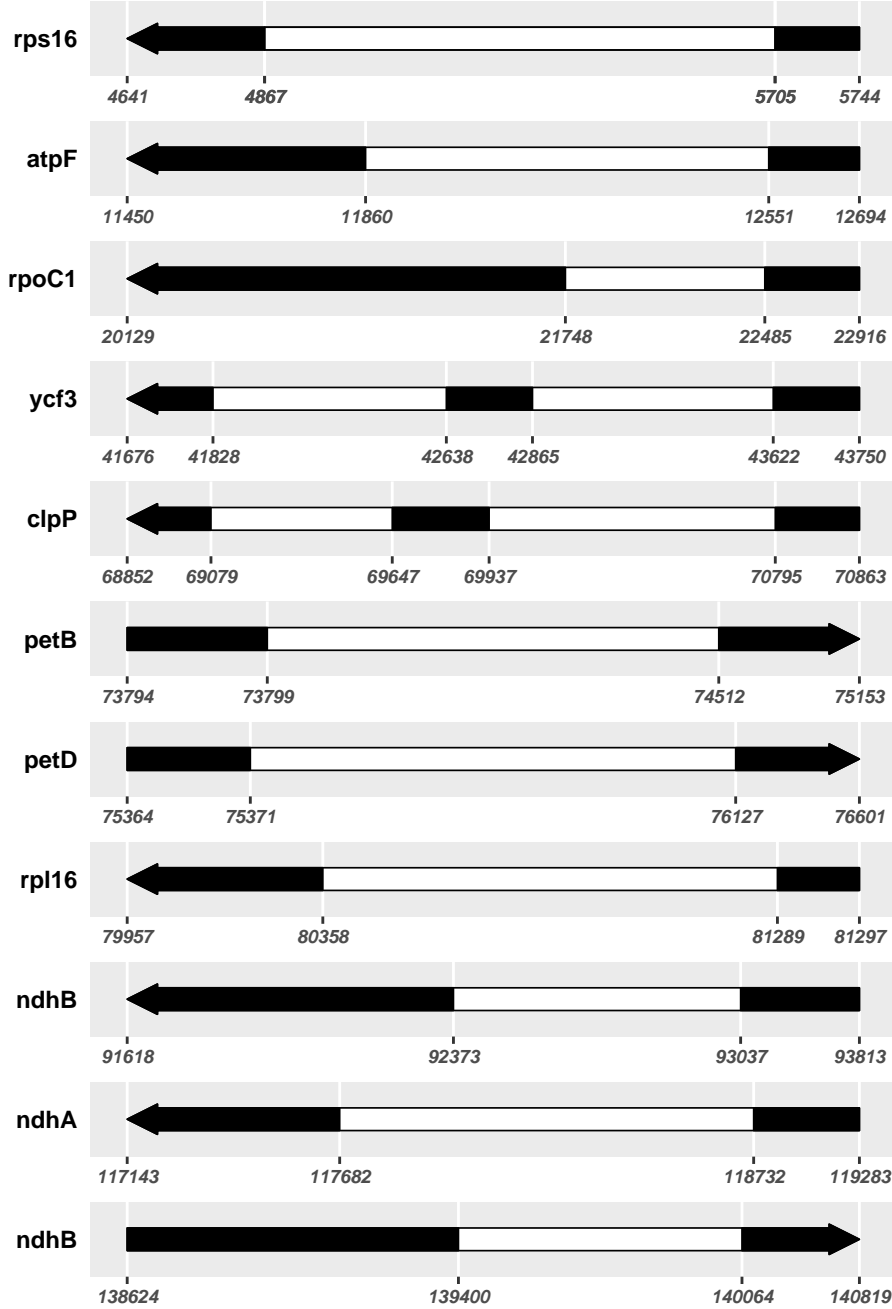 rps16
4641 4867 5705 5744
atpF
11450 11860 12551 12694
rpoC1
20129 21748 22485 22916
ycf3
41676 41828 42638 42865 43622 43750
clpP
68852 69079 69647 69937 70795 70863
petB
73794 73799 74512 75153
petD
75364 75371 76127 76601
rpl16
79957 80358 81289 81297
ndhB
91618 92373 93037 93813
ndhA
117143 117682 118732 119283
ndhB
138624 139400 140064 140819